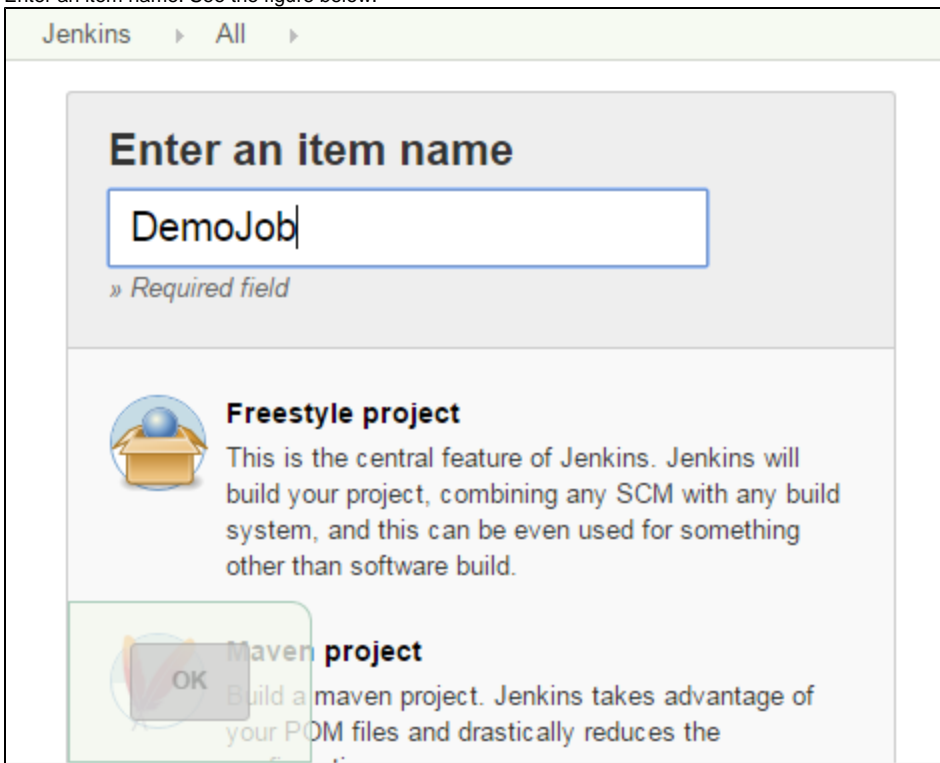 Enter an item name. See the figure below.
Jenkins All
Enter an item name
DemoJob
» Required field
Freestyle project
This is the central feature of Jenkins. Jenkins will
build your project, combining any SCM with any build
system, and this can be even used for something
other than software build.
Maven project
OK
Build a maven project. Jenkins takes advantage of
your POM files and drastically reduces the